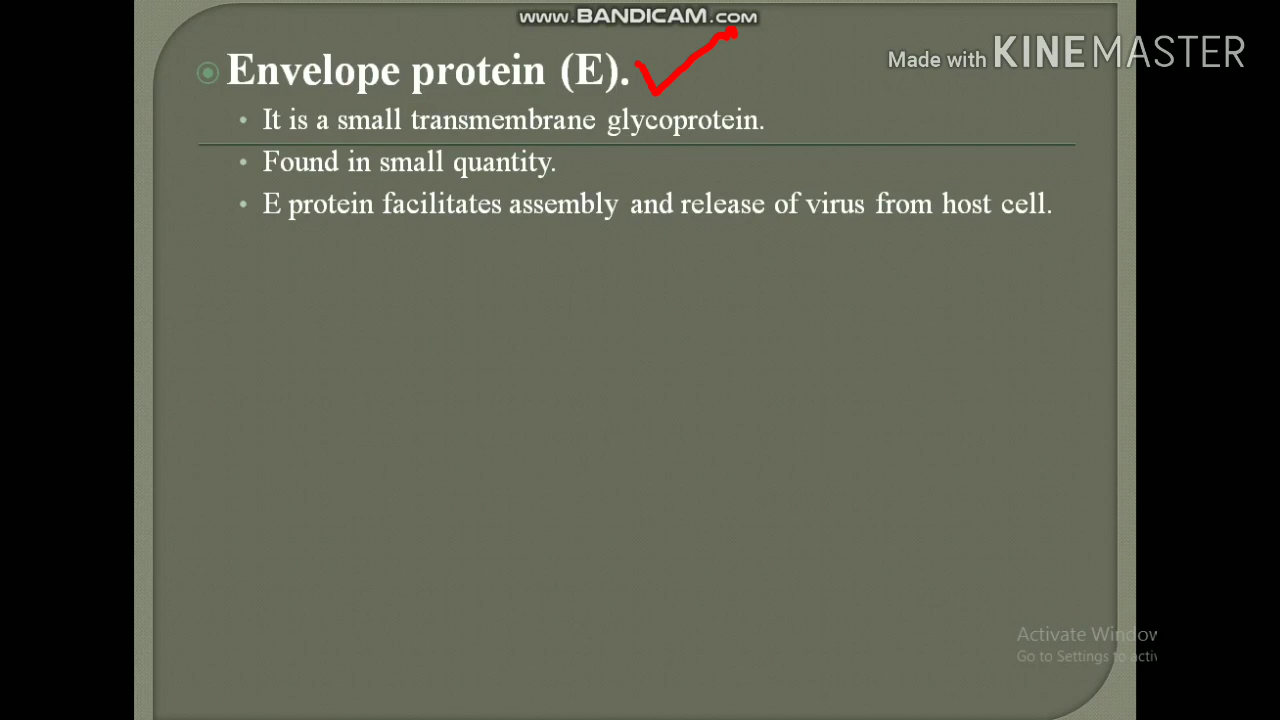 www.BANDICAM.com
Made with KINEMASTER
Envelope protein (E).
• It is a small transmembrane glycoprotein.
• Found in small quantity.
• E protein facilitates assembly and release of virus from host cell.
Activate Window
Go to Settings to activ